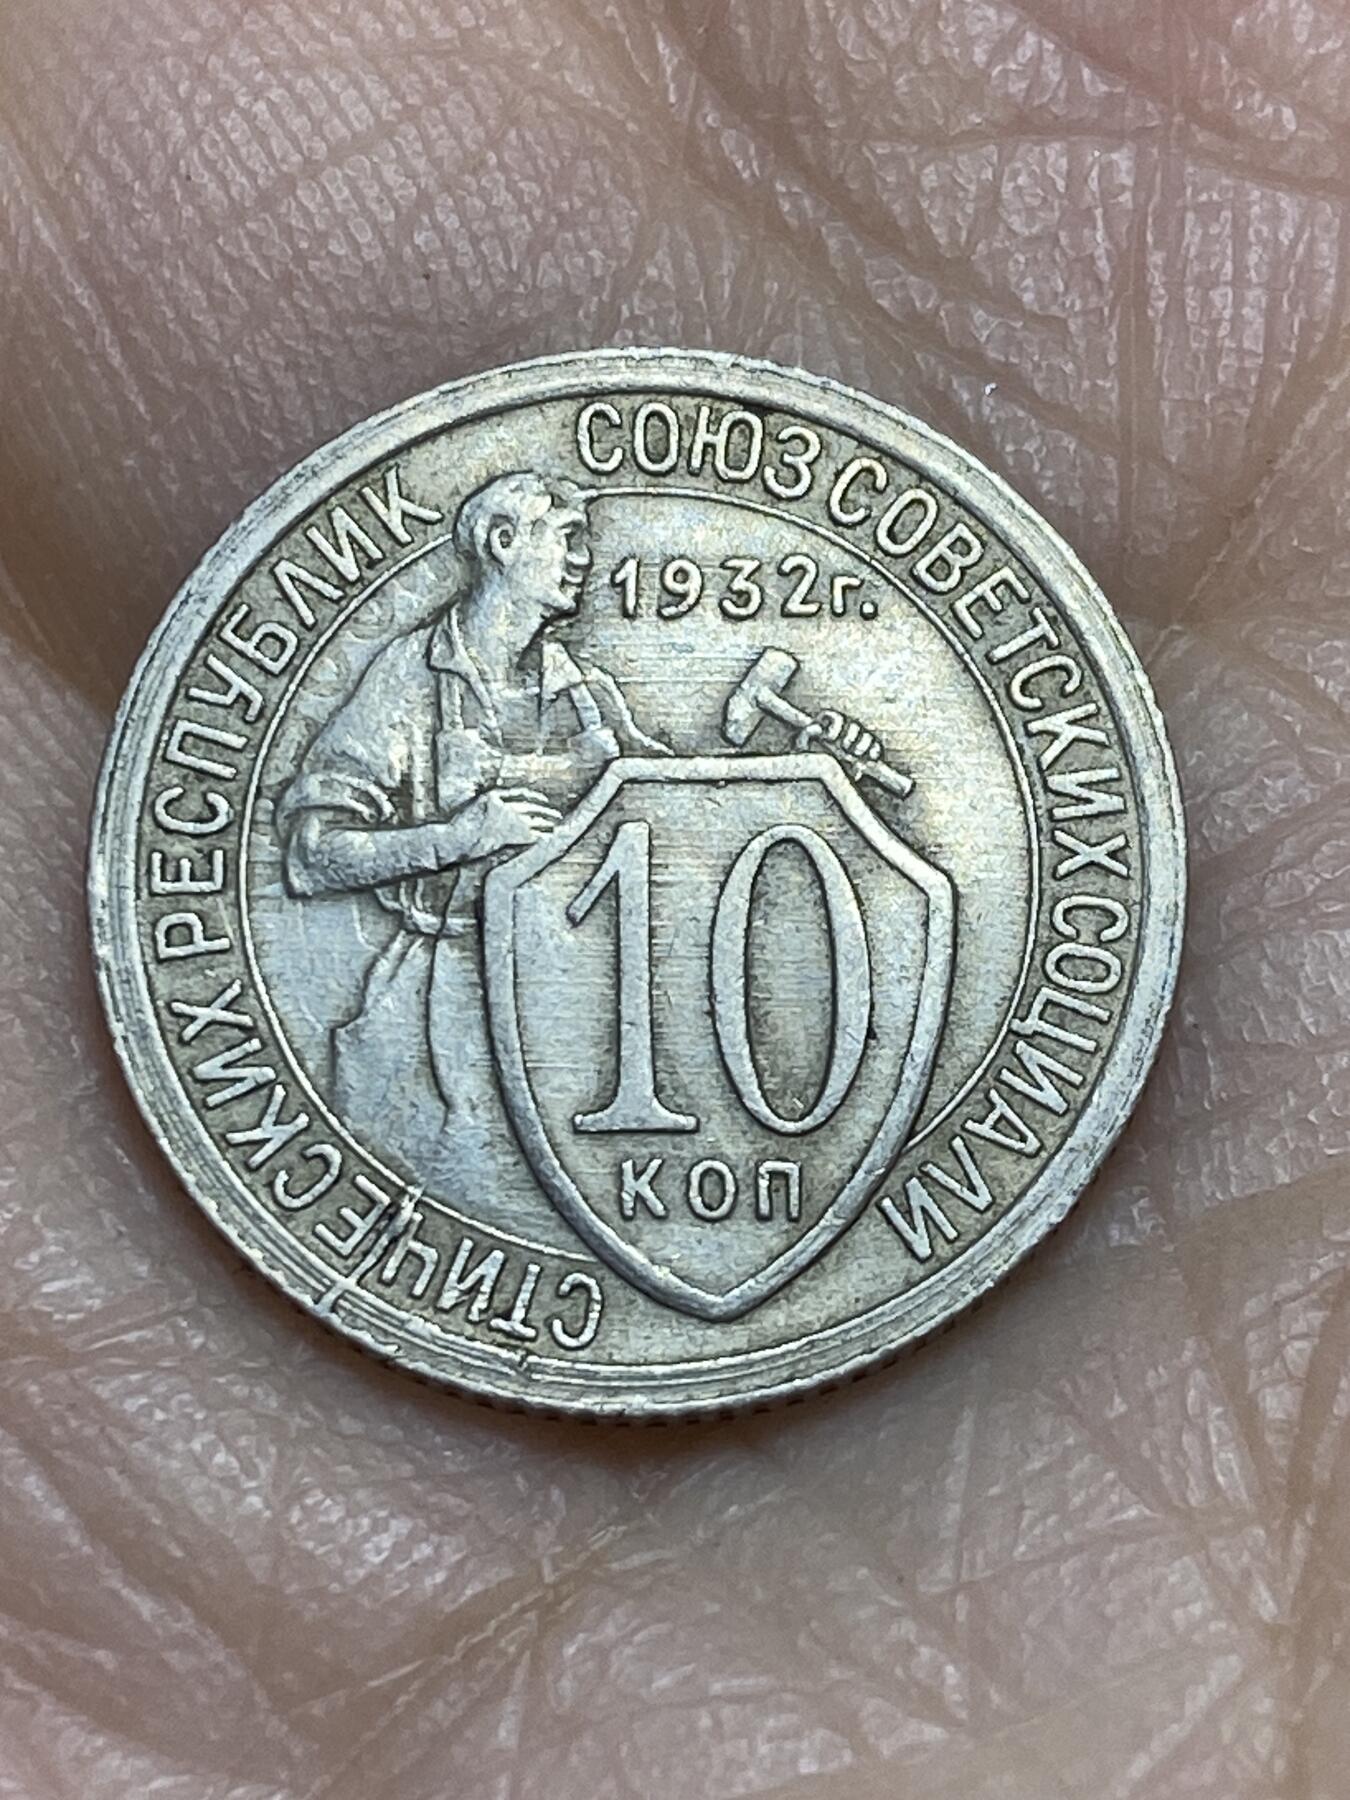 СОЮЗ СОВЕТСКИХ СОЦИАЛИСТИЧЕСКИХ РЕСПУБЛИК
1932г.
10
КОП